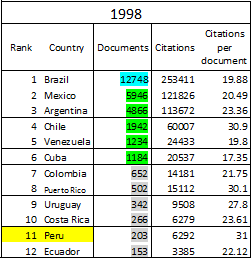 1998
Rank Country Documents Citations Citations per document
1 Brazil 12748 253411 19.88
2 Mexico 5946 121826 20.49
3 Argentina 4866 113672 23.36
4 Chile 1942 60007 30.9
5 Venezuela 1234 24433 19.8
6 Cuba 1184 20537 17.35
7 Colombia 652 14181 21.75
8 Puerto Rico 502 15112 30.1
9 Uruguay 342 9508 27.8
10 Costa Rica 266 6279 23.61
11 Peru 203 6292 31
12 Ecuador 153 3385 22.12